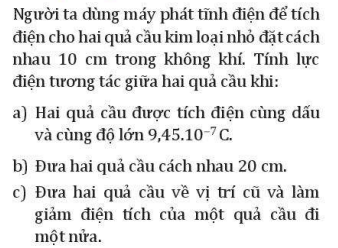 Người ta dùng máy phát tĩnh điện để tích
điện cho hai quả cầu kim loại nhỏ đặt cách
nhau 10 cm trong không khí. Tính lực
điện tương tác giữa hai quả cầu khi:
a) Hai quả cầu được tích điện cùng dấu
và cùng độ lớn 9,45.10⁻⁷ C.
b) Đưa hai quả cầu cách nhau 20 cm.
c) Đưa hai quả cầu về vị trí cũ và làm
giảm điện tích của một quả cầu đi
một nửa.